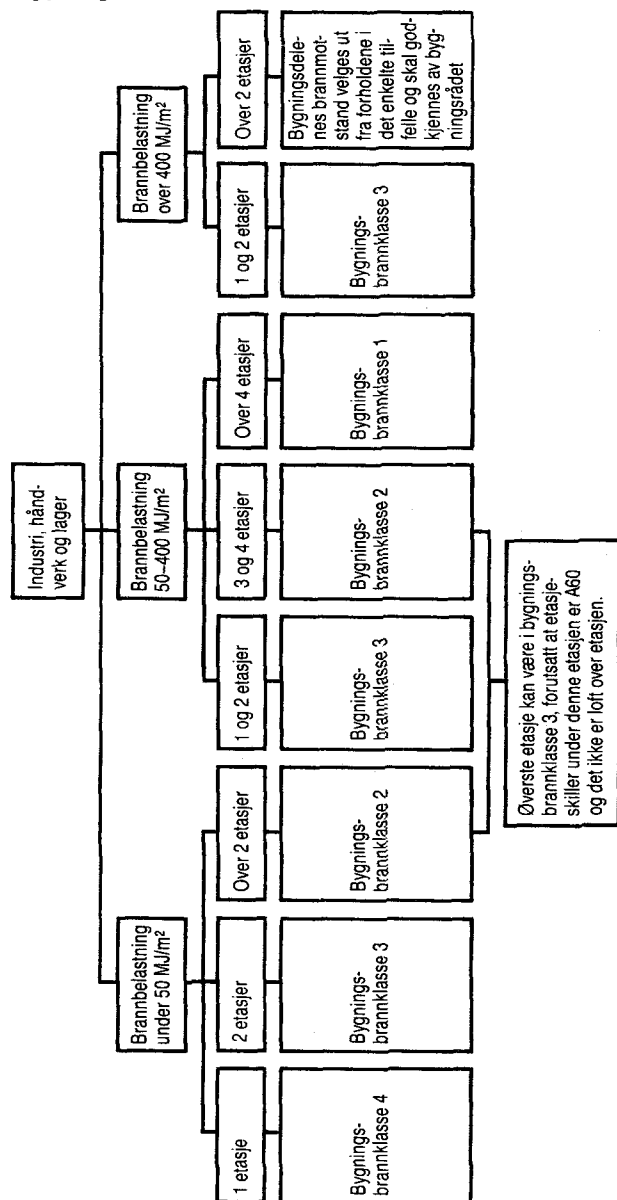 Industri, hånd-
verk og lager
Brannbelastning
under 50 MJ/m²
Brannbelastning
50–400 MJ/m²
Brannbelastning
over 400 MJ/m²
1 etasje
2 etasjer
Over 2 etasjer
1 og 2 etasjer
3 og 4 etasjer
Over 4 etasjer
1 og 2 etasjer
Over 2 etasjer
Bygnings-
brannklasse 4
Bygnings-
brannklasse 3
Bygnings-
brannklasse 2
Bygnings-
brannklasse 3
Bygnings-
brannklasse 2
Bygnings-
brannklasse 1
Bygnings-
brannklasse 3
Bygningsdele-
nes brannmot-
stand velges ut
fra forholdene i
det enkelte til-
felle og skal god-
kjennes av byg-
ningsrådet
Øverste etasje kan være i bygnings-
brannklasse 3, forutsatt at etasje-
skiller under denne etasjen er A60
og det ikke er loft over etasjen.